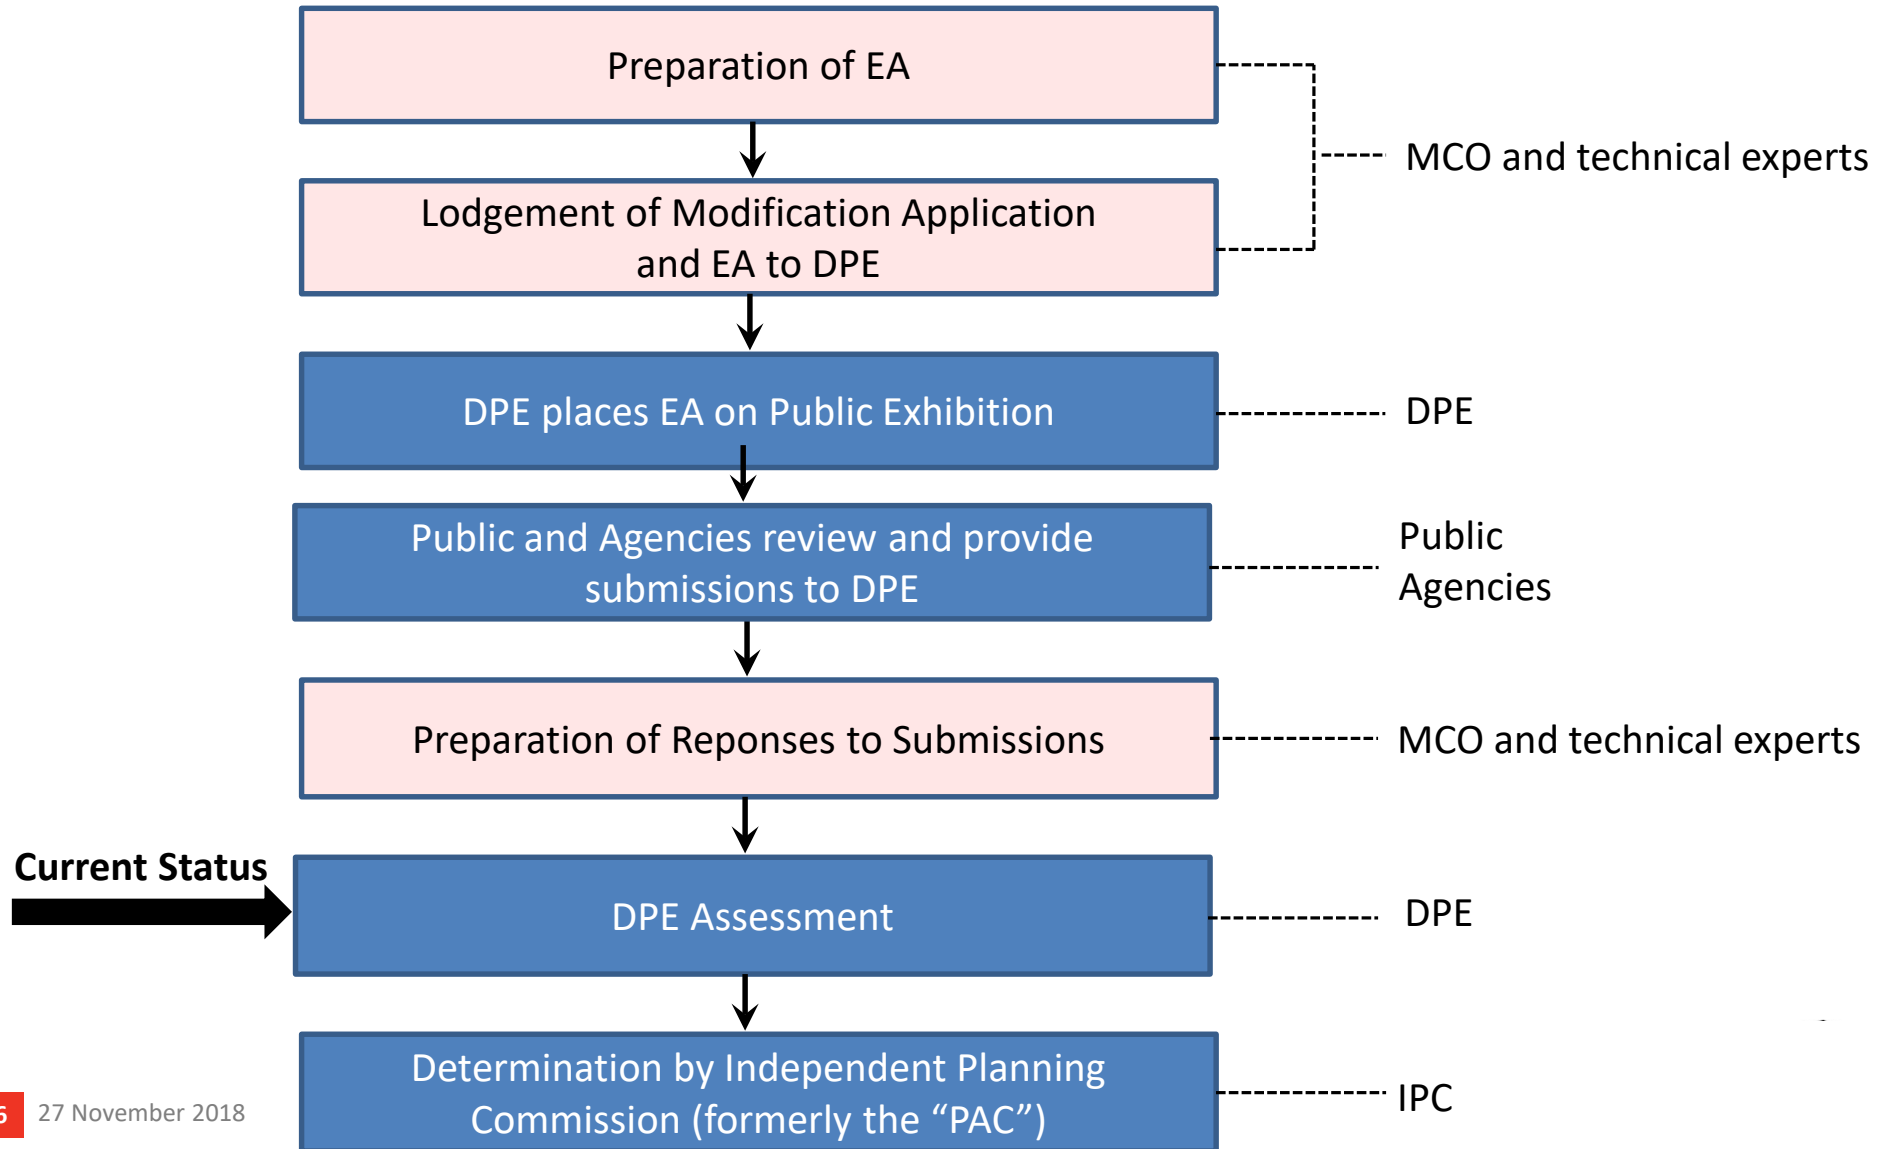 Preparation of EA
MCO and technical experts
Lodgement of Modification Application
and EA to DPE
DPE places EA on Public Exhibition
DPE
Public and Agencies review and provide
submissions to DPE
Public
Agencies
Preparation of Reponses to Submissions
MCO and technical experts
Current Status
DPE Assessment
DPE
Determination by Independent Planning
Commission (formerly the “PAC”)
IPC
6 27 November 2018